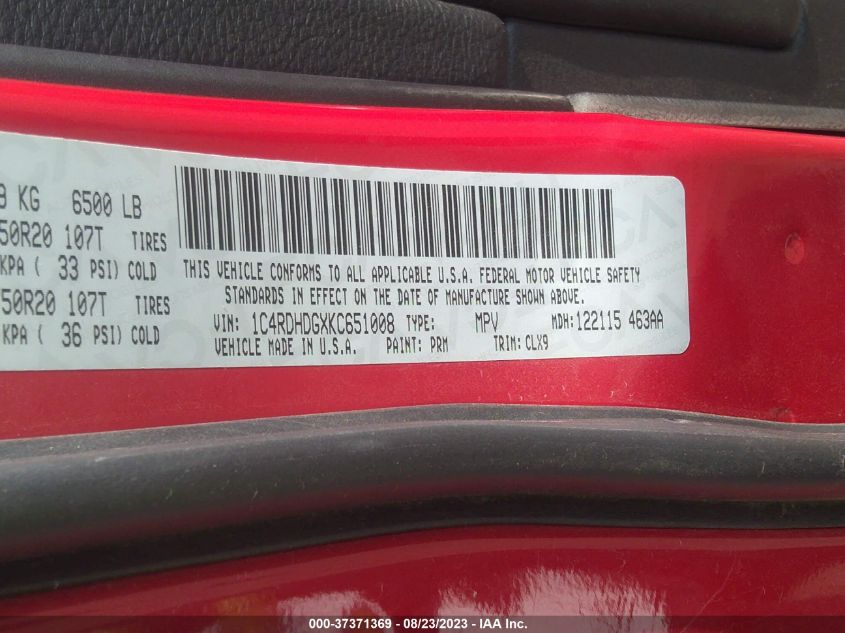 9 KG 6500 LB
50R20 107T TIRES
KPA ( 33 PSI) COLD
50R20 107T TIRES
KPA ( 36 PSI) COLD
THIS VEHICLE CONFORMS TO ALL APPLICABLE U.S.A. FEDERAL MOTOR VEHICLE SAFETY
STANDARDS IN EFFECT ON THE DATE OF MANUFACTURE SHOWN ABOVE.
VIN: 1C4RDHDGXKC651008 TYPE: MPV MDH: 122115 463AA
VEHICLE MADE IN U.S.A. PAINT: PRM TRIM: CLX9
000-37371369 - 08/23/2023 - IAA Inc.